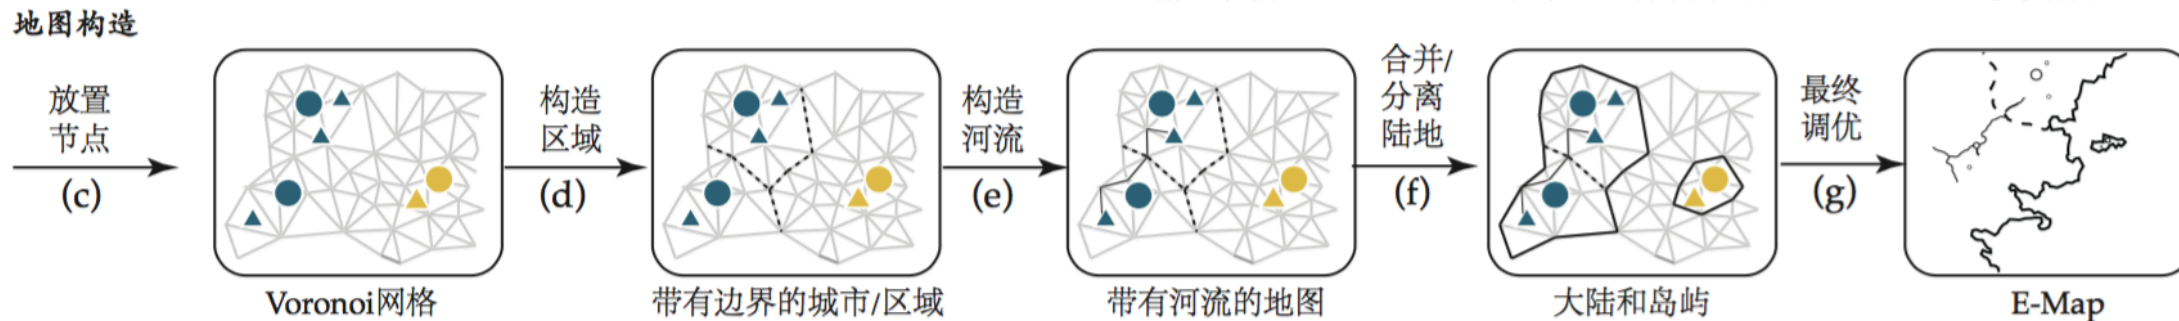 地图构造
放置
节点
(c)
Voronoi网格
构造
区域
(d)
带有边界的城市/区域
构造
河流
(e)
带有河流的地图
合并/
分离
陆地
(f)
大陆和岛屿
最终
调优
(g)
E-Map